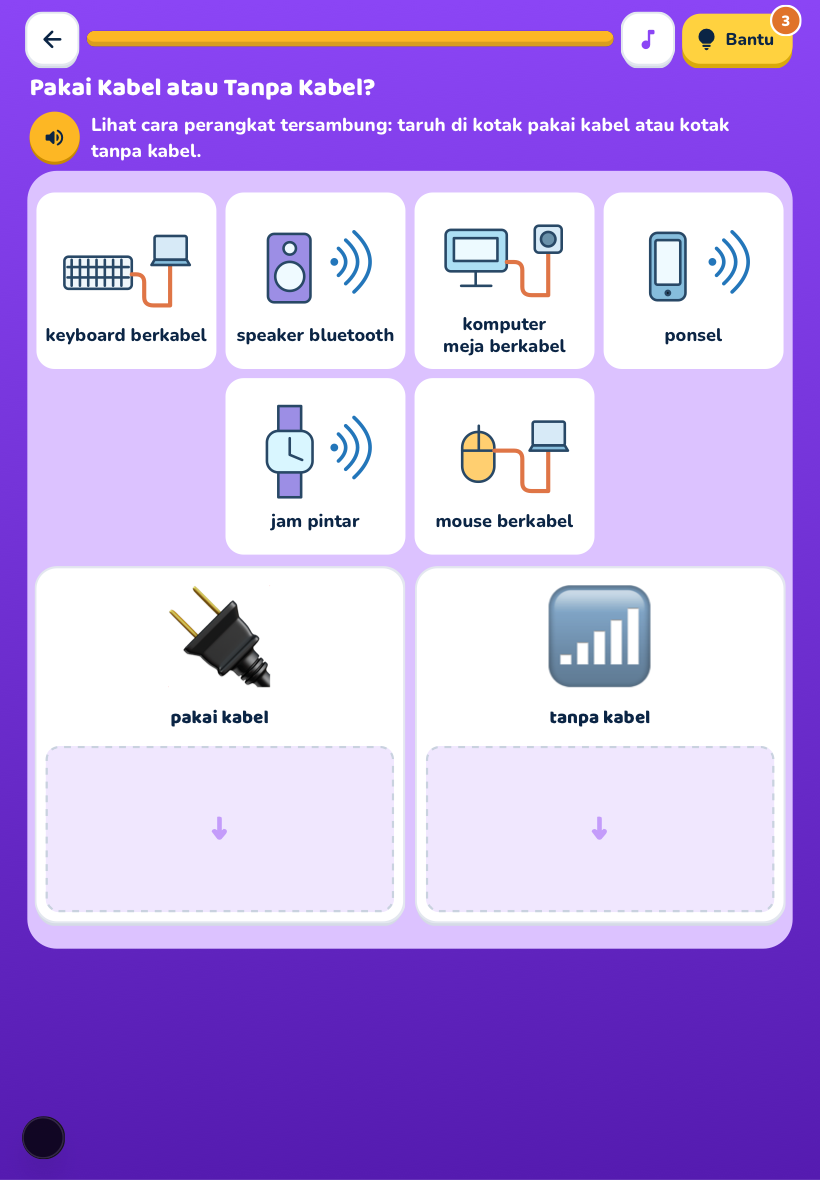 3
Bantu
Pakai Kabel atau Tanpa Kabel?
Lihat cara perangkat tersambung: taruh di kotak pakai kabel atau kotak
tanpa kabel.
keyboard berkabel
speaker bluetooth
komputer
meja berkabel
ponsel
jam pintar
mouse berkabel
pakai kabel
tanpa kabel